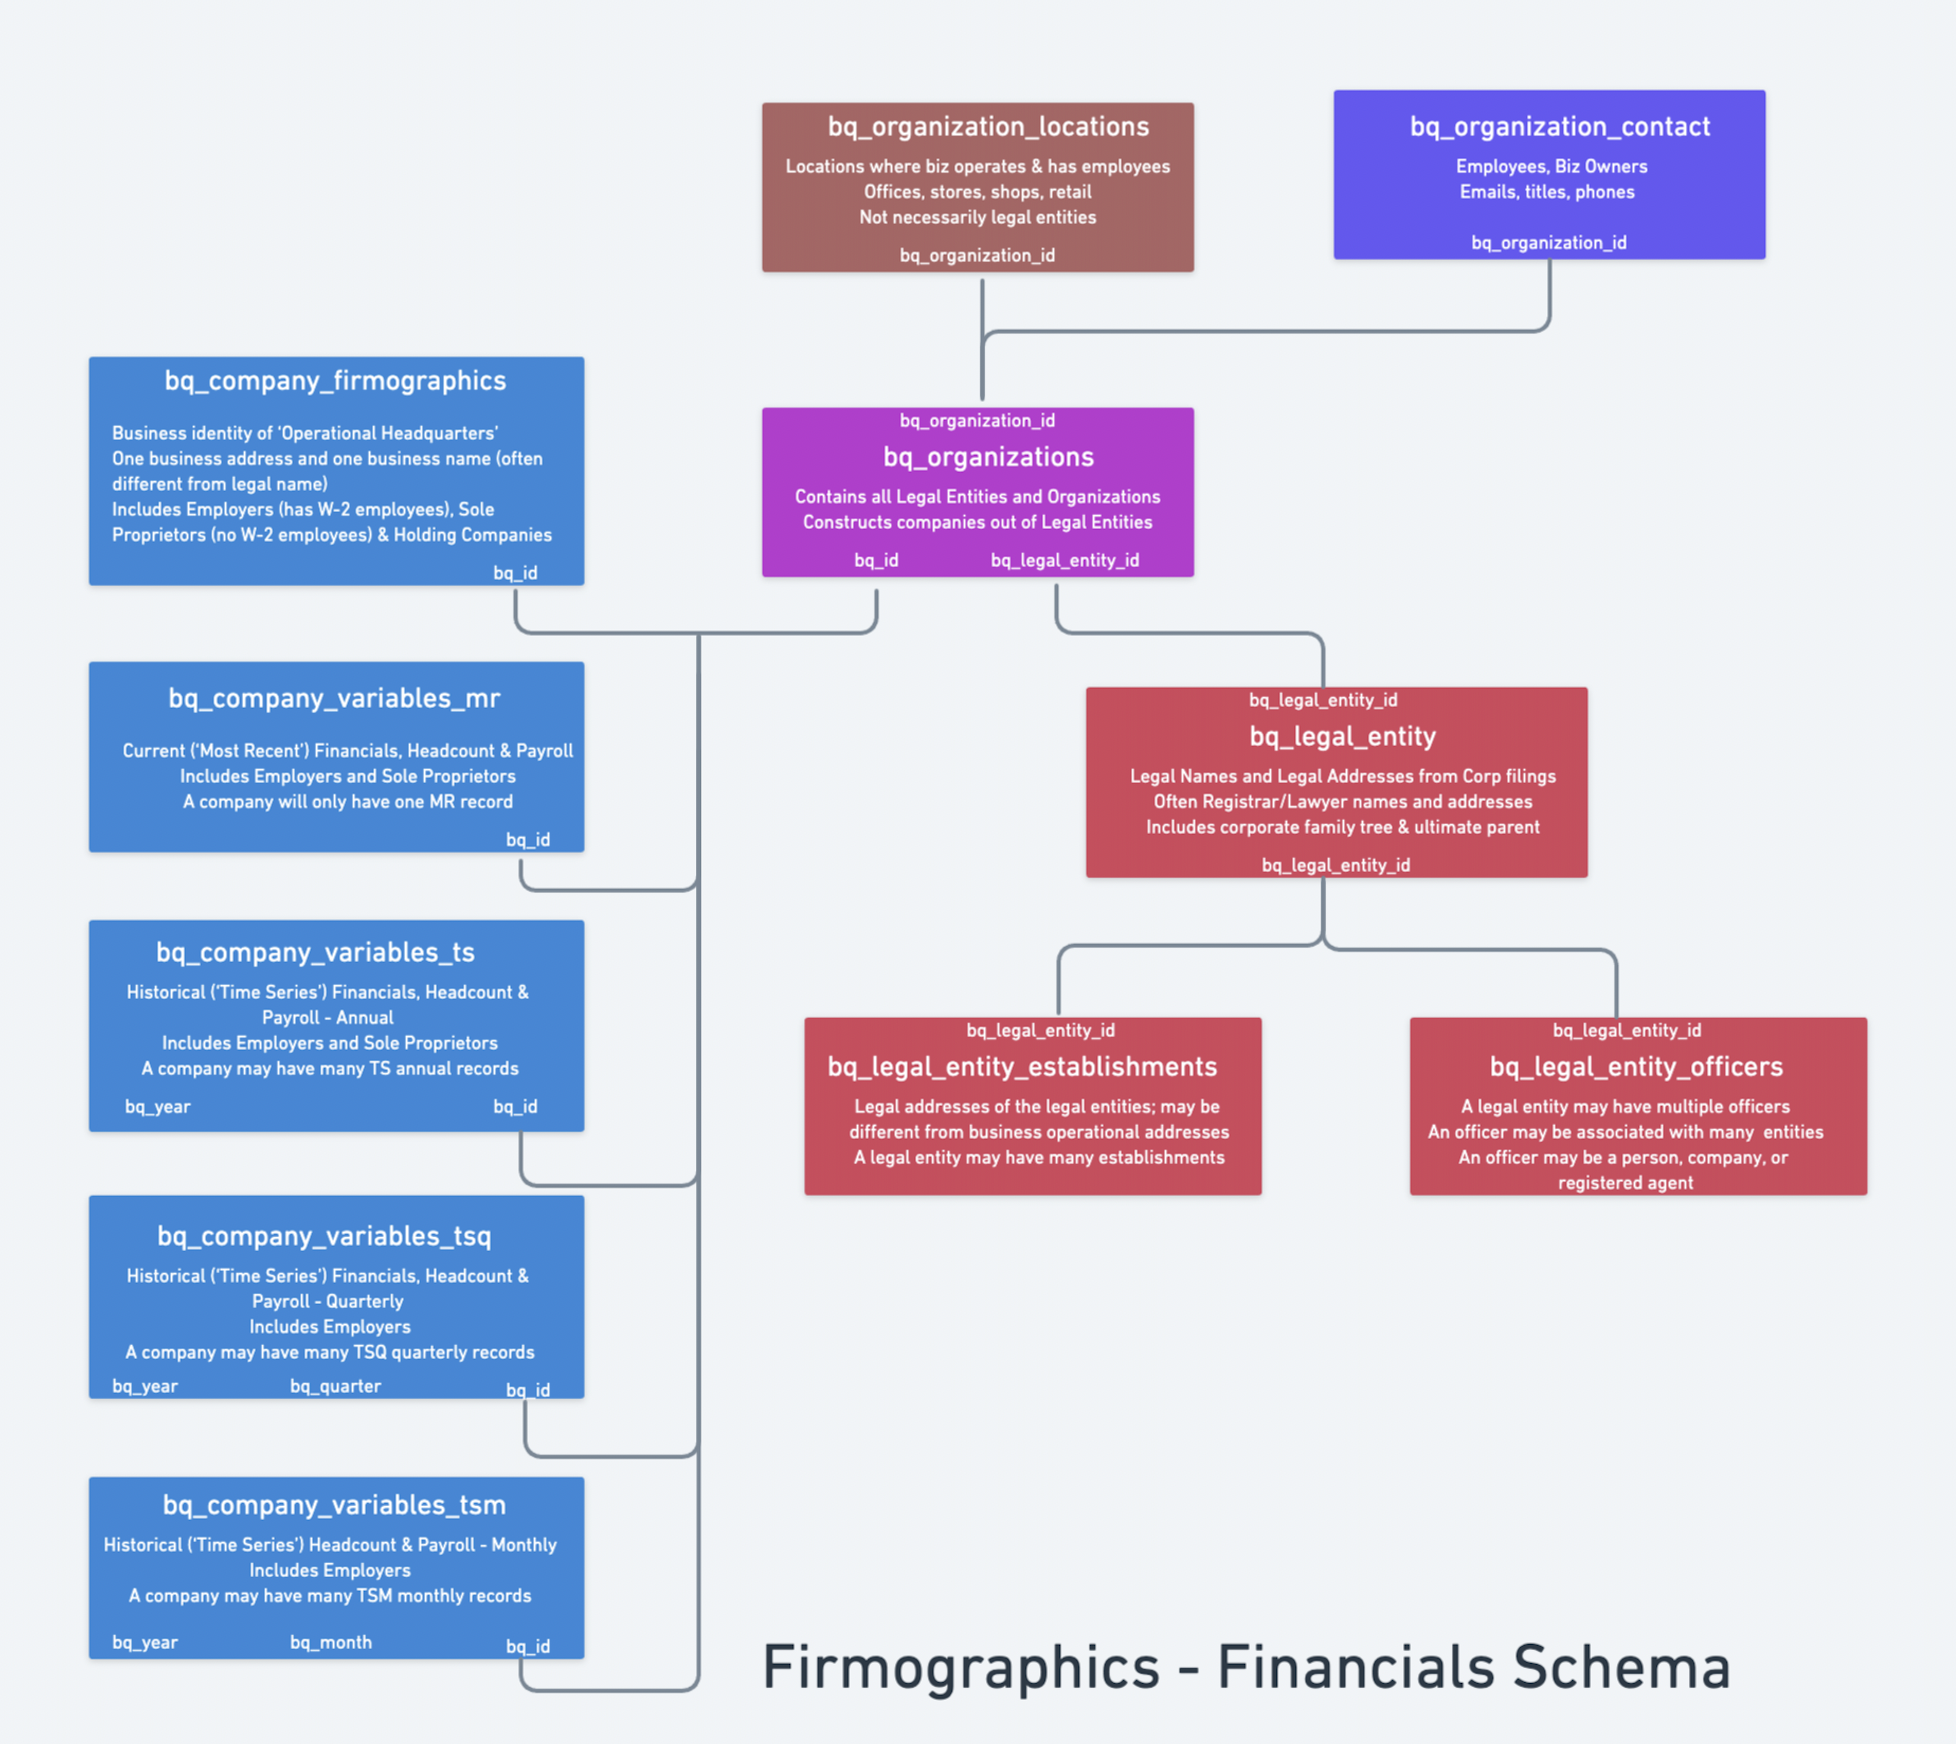 bq_organization_locations
Locations where biz operates & has employees
Offices, stores, shops, retail
Not necessarily legal entities
bq_organization_id
bq_organization_contact
Employees, Biz Owners
Emails, titles, phones
bq_organization_id
bq_company_firmographics
Business identity of ‘Operational Headquarters’
One business address and one business name (often
different from legal name)
Includes Employers (has W-2 employees), Sole
Proprietors (no W-2 employees) & Holding Companies
bq_id
bq_organization_id
bq_organizations
Contains all Legal Entities and Organizations
Constructs companies out of Legal Entities
bq_id bq_legal_entity_id
bq_company_variables_mr
Current (‘Most Recent’) Financials, Headcount & Payroll
Includes Employers and Sole Proprietors
A company will only have one MR record
bq_id
bq_legal_entity_id
bq_legal_entity
Legal Names and Legal Addresses from Corp filings
Often Registrar/Lawyer names and addresses
Includes corporate family tree & ultimate parent
bq_legal_entity_id
bq_company_variables_ts
Historical (‘Time Series’) Financials, Headcount &
Payroll - Annual
Includes Employers and Sole Proprietors
A company may have many TS annual records
bq_year bq_id
bq_legal_entity_id
bq_legal_entity_establishments
Legal addresses of the legal entities; may be
different from business operational addresses
A legal entity may have many establishments
bq_legal_entity_id
bq_legal_entity_officers
A legal entity may have multiple officers
An officer may be associated with many entities
An officer may be a person, company, or
registered agent
bq_company_variables_tsq
Historical (‘Time Series’) Financials, Headcount &
Payroll - Quarterly
Includes Employers
A company may have many TSQ quarterly records
bq_year bq_quarter bq_id
bq_company_variables_tsm
Historical (‘Time Series’) Headcount & Payroll - Monthly
Includes Employers
A company may have many TSM monthly records
bq_year bq_month bq_id
Firmographics - Financials Schema